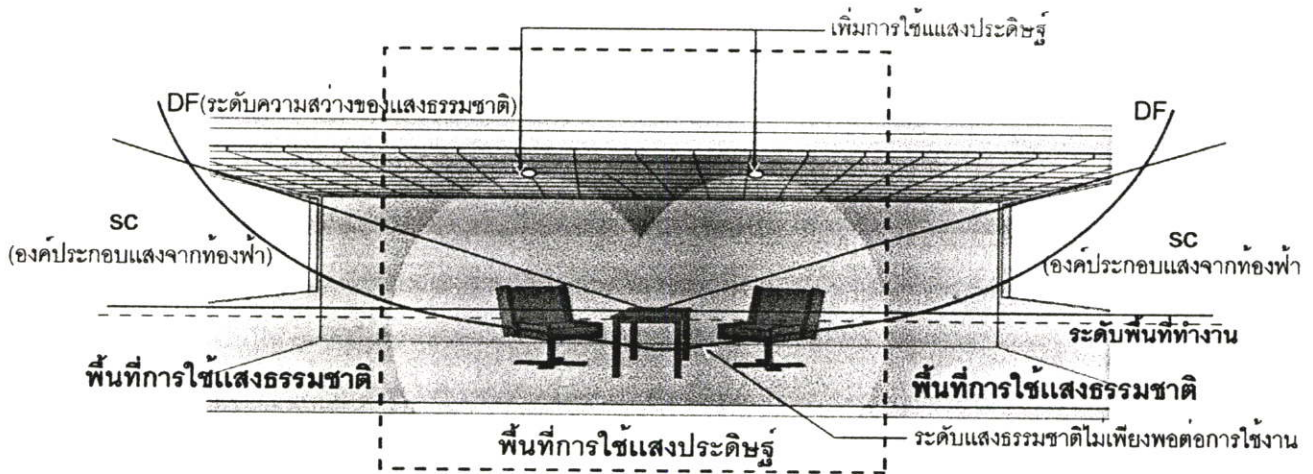 เพิ่มการใช้แแสงประดิษฐ์
DF(ระดับความสว่างของแสงธรรมชาติ)
DF
SC
(องค์ประกอบแสงจากท้องฟ้า)
SC
(องค์ประกอบแสงจากท้องฟ้า
ระดับพื้นที่ทำงาน
พื้นที่การใช้แสงธรรมชาติ
พื้นที่การใช้แสงธรรมชาติ
พื้นที่การใช้แสงประดิษฐ์
ระดับแสงธรรมชาติไม่เพียงพอต่อการใช้งาน